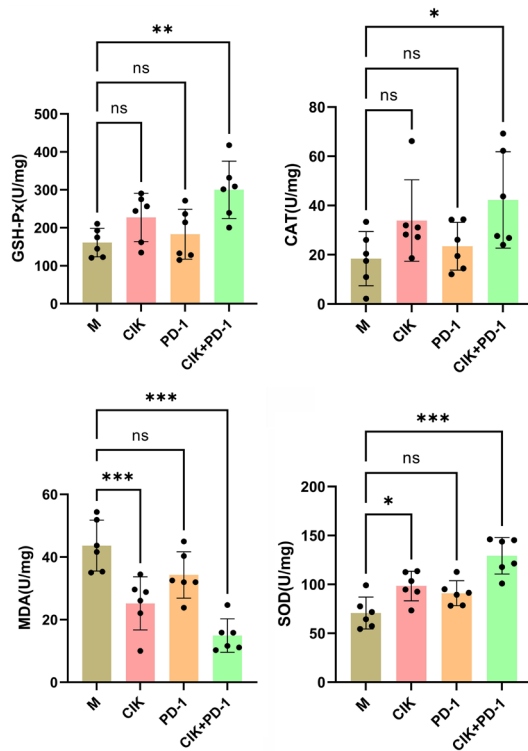 **
ns
ns
GSH-Px(U/mg)
500
400
300
200
100
0
M
CIK
PD-1
CIK+PD-1
*
ns
ns
CAT(U/mg)
80
60
40
20
0
M
CIK
PD-1
CIK+PD-1
***
ns
***
MDA(U/mg)
60
40
20
0
M
CIK
PD-1
CIK+PD-1
***
ns
*
SOD(U/mg)
200
150
100
50
0
M
CIK
PD-1
CIK+PD-1